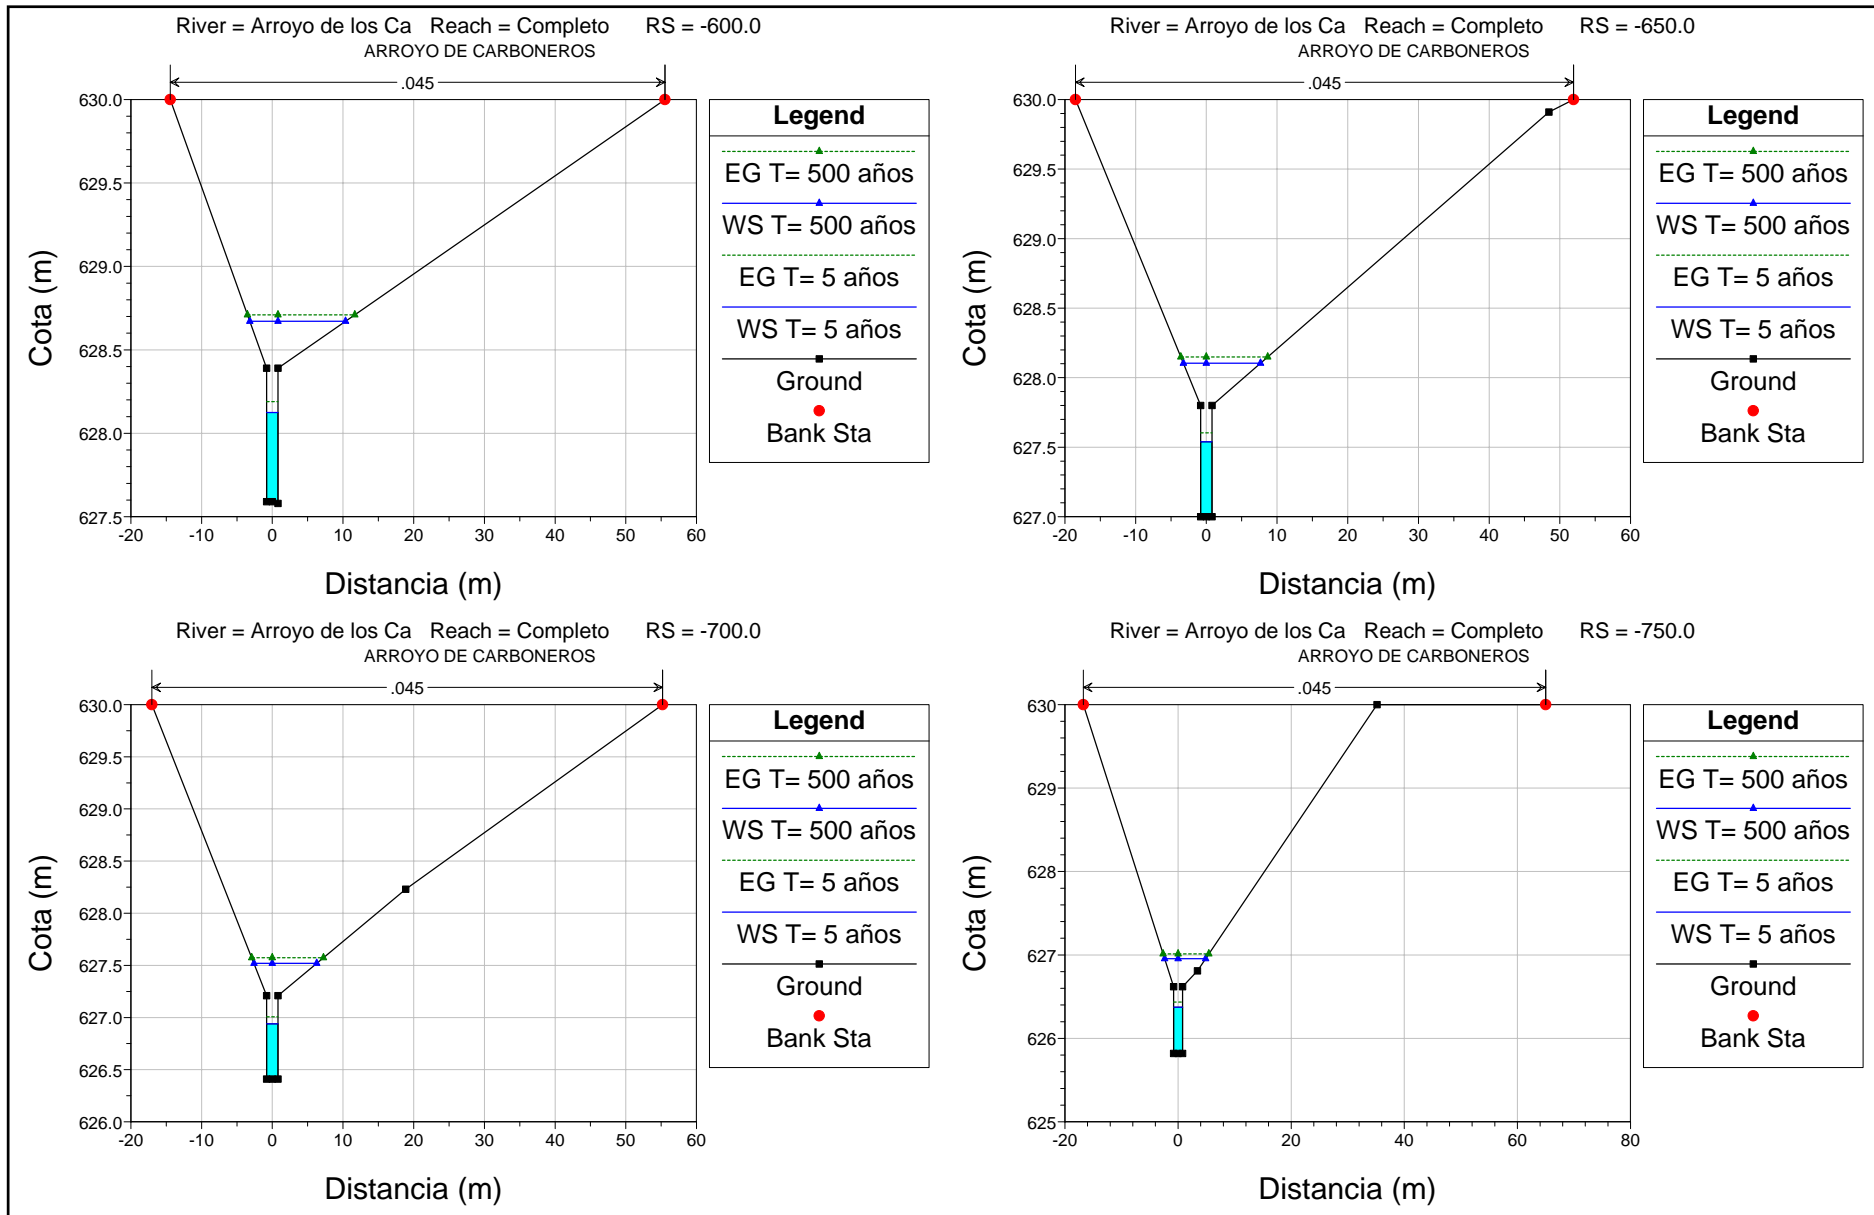 River = Arroyo de los Ca Reach = Completo RS = -600.0
ARROYO DE CARBONEROS
.045
630.0
629.5
629.0
628.5
628.0
627.5
-20 -10 0 10 20 30 40 50 60
Cota (m)
Distancia (m)
Legend
EG T= 500 años
WS T= 500 años
EG T= 5 años
WS T= 5 años
Ground
Bank Sta
River = Arroyo de los Ca Reach = Completo RS = -650.0
ARROYO DE CARBONEROS
.045
630.0
629.5
629.0
628.5
628.0
627.5
627.0
-20 -10 0 10 20 30 40 50 60
Cota (m)
Distancia (m)
Legend
EG T= 500 años
WS T= 500 años
EG T= 5 años
WS T= 5 años
Ground
Bank Sta
River = Arroyo de los Ca Reach = Completo RS = -700.0
ARROYO DE CARBONEROS
.045
630.0
629.5
629.0
628.5
628.0
627.5
627.0
626.5
626.0
-20 -10 0 10 20 30 40 50 60
Cota (m)
Distancia (m)
Legend
EG T= 500 años
WS T= 500 años
EG T= 5 años
WS T= 5 años
Ground
Bank Sta
River = Arroyo de los Ca Reach = Completo RS = -750.0
ARROYO DE CARBONEROS
.045
630
629
628
627
626
625
-20 0 20 40 60 80
Cota (m)
Distancia (m)
Legend
EG T= 500 años
WS T= 500 años
EG T= 5 años
WS T= 5 años
Ground
Bank Sta